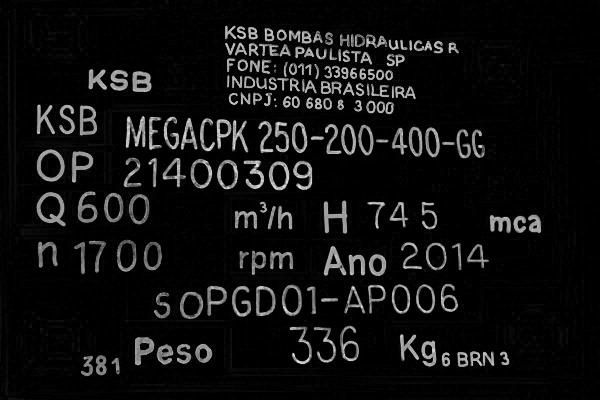 KSB BOMBAS HIDRAULICAS R
VARTEA PAULISTA SP
FONE: (011) 33966500
INDUSTRIA BRASILEIRA
CNPJ: 60 680 8 3 000
KSB
KSB MEGACPK 250-200-400-GG
OP 21400309
Q 600 m³/h H 74 5 mca
n 1700 rpm Ano 2014
S OPGD01-AP006
381 Peso 336 Kg 6 BRN 3